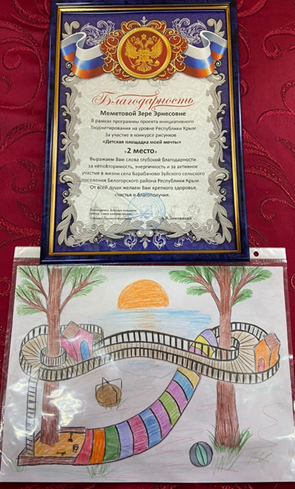 Благодарность
Меметовой Зере Эрнесовне
В рамках программы проекта инициативного
бюджетирования на уровне Республики Крым
За участие в конкурсе рисунков
«Детская площадка моей мечты»
«2 место»
Выражаем Вам слова глубокой благодарности
за неповторимость, энергичность и за активное
участие в жизни села Барабаново Зуйского сельского
поселения Белогорского района Республики Крым
От всей души желаем Вам крепкого здоровья,
счастья и благополучия.